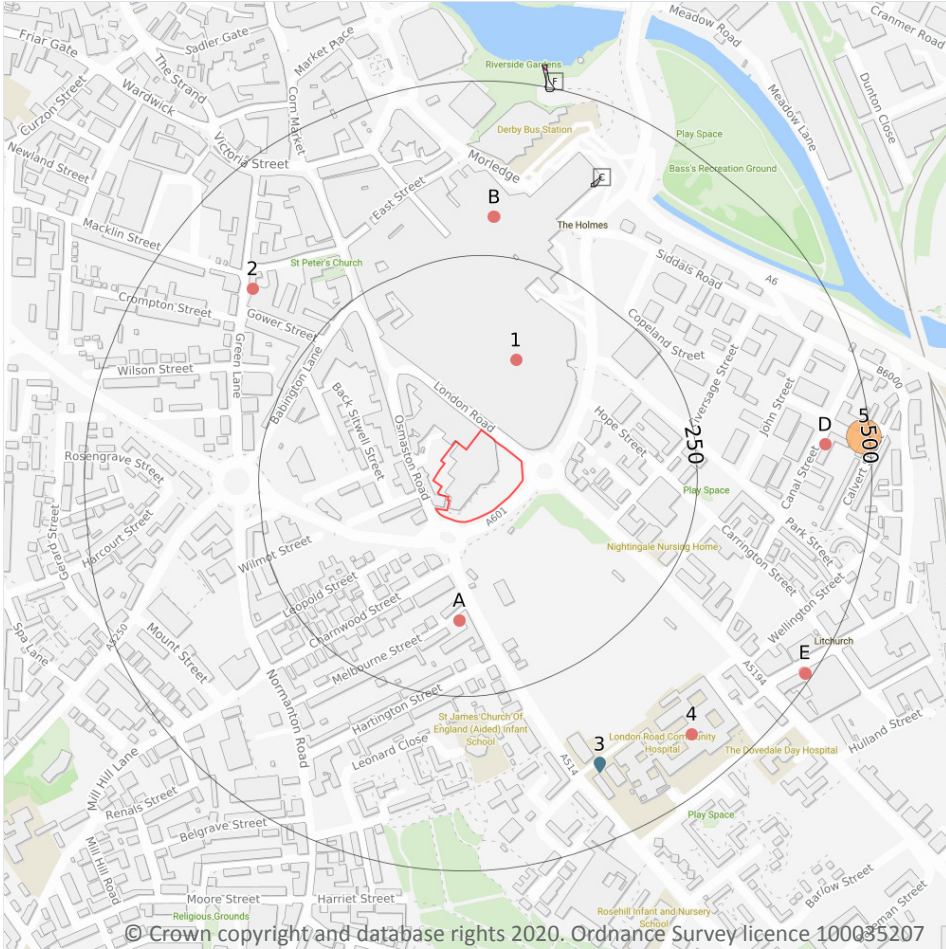 Meadow Road
Cranmer Road
Friar Gate
Sadler Gate
Market Place
The Strand
Riverside Gardens
F
Wardwick
Corn Market
Curzon Street
Dunton Close
Meadow Lane
Derby Bus Station
Play Space
Victoria Street
Newland Street
Morledge
Bass's Recreation Ground
East Street
B
The Holmes
Macklin Street
2
St Peter's Church
Siddals Road
A6
Crompton Street
Gower Street
Copeland Street
1
Green Lane
Wilson Street
Babington Lane
Riversage Street
B6000
Back Sitwell Street
London Road
John Street
Hope Street
Osmaston Road
D
5
500
250
Rosengrave Street
Canal Street
Calvert
Play Space
Gerard Street
Harcourt Street
A601
Park Street
Wilmot Street
Nightingale Nursing Home
Carrington Street
Leopold Street
Charnwood Street
A
Wellington Street
Spa Lane
A5250
Mount Street
Melbourne Street
Litchurch
E
A5194
Normanton Road
Hartington Street
St James' Church Of
England (Aided) Infant
School
4
Hulland Street
London Road Community
Hospital
3
The Dovedale Day Hospital
Leonard Close
A514
Mill Hill Lane
Renals Street
Play Space
Belgrave Street
Mill Hill Road
Barlow Street
Moore Street
Harriet Street
Religious Grounds
Rosehill Infant and Nursery
School
eman Street
© Crown copyright and database rights 2020. Ordnance Survey licence 100035207